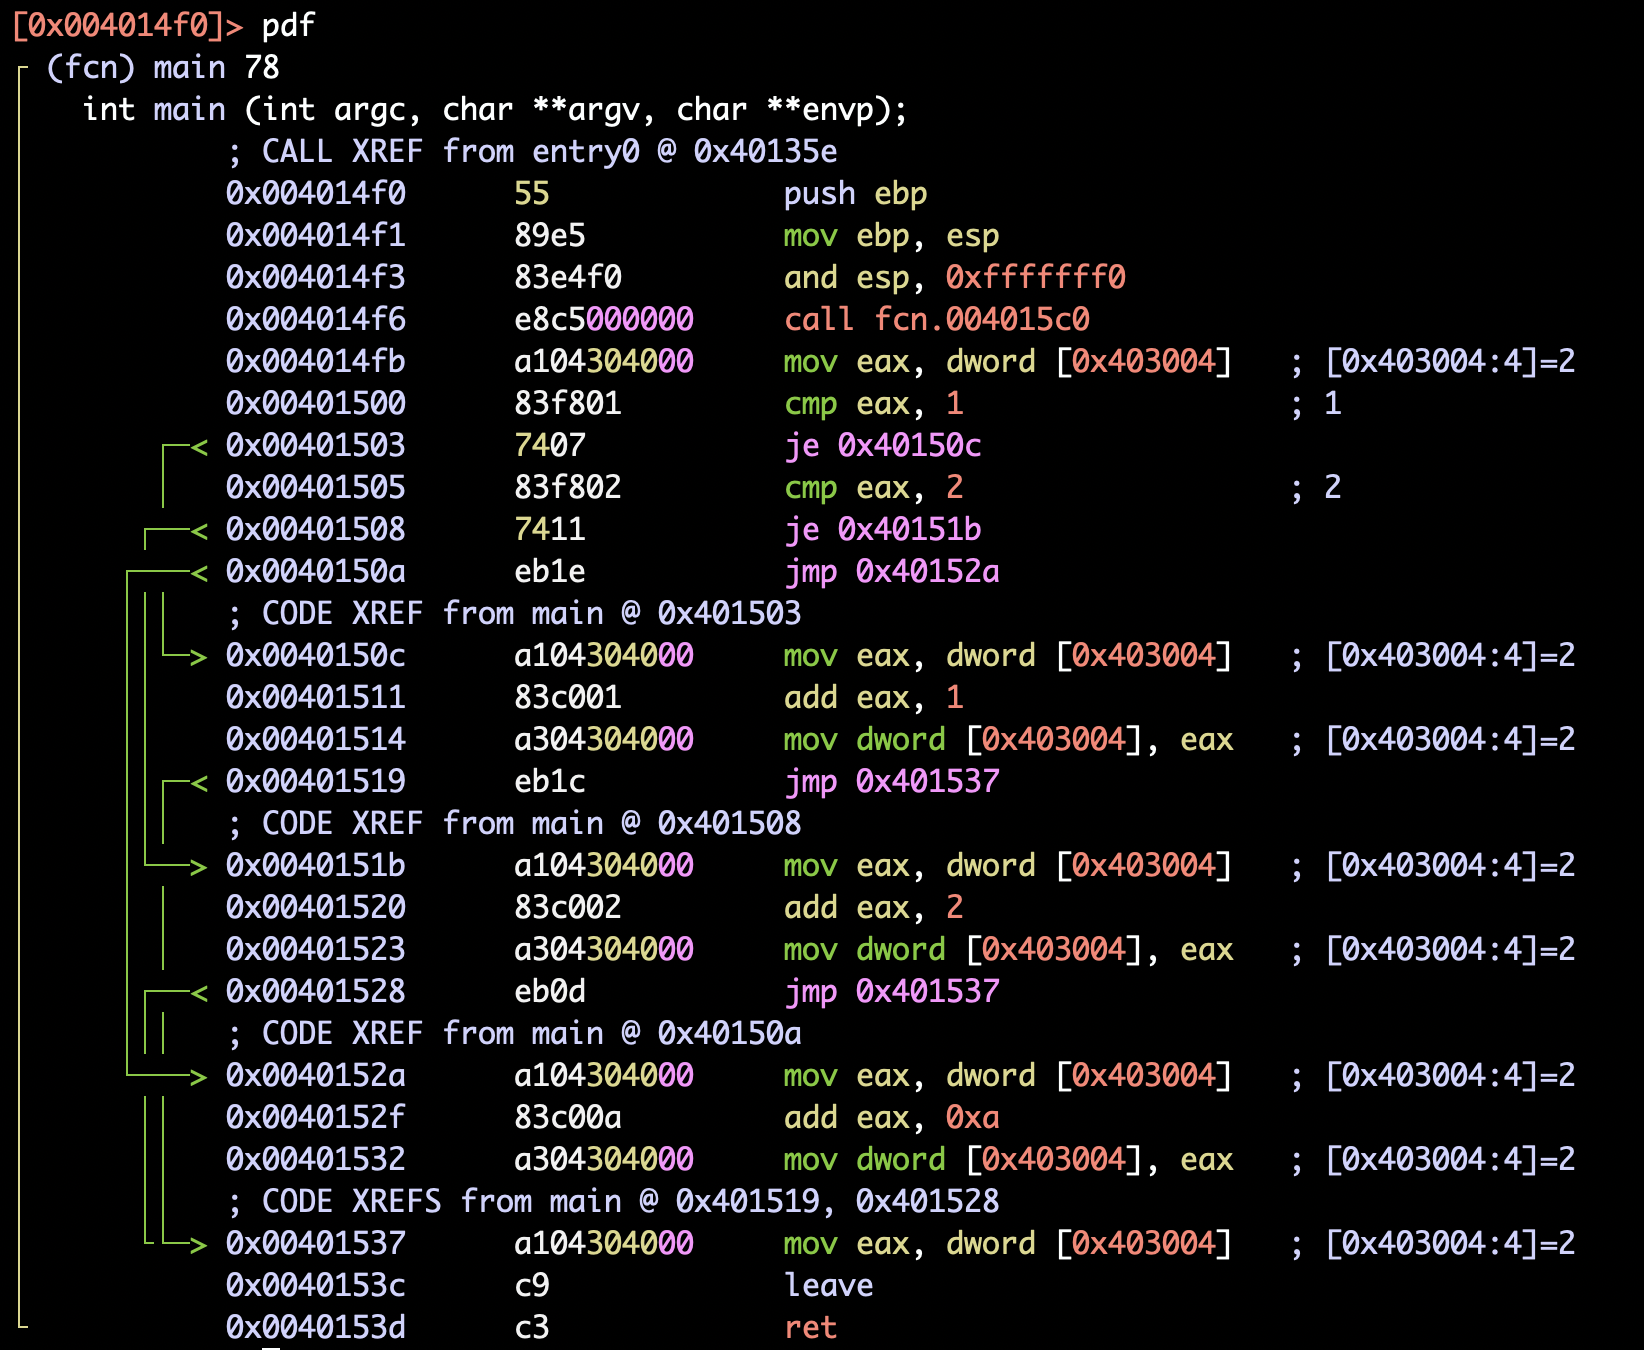 [0x004014f0]> pdf
(fcn) main 78
int main (int argc, char **argv, char **envp);
; CALL XREF from entry0 @ 0x40135e
0x004014f0 55 push ebp
0x004014f1 89e5 mov ebp, esp
0x004014f3 83e4f0 and esp, 0xfffffff0
0x004014f6 e8c5000000 call fcn.004015c0
0x004014fb a104304000 mov eax, dword [0x403004] ; [0x403004:4]=2
0x00401500 83f801 cmp eax, 1 ; 1
< 0x00401503 7407 je 0x40150c
0x00401505 83f802 cmp eax, 2 ; 2
< 0x00401508 7411 je 0x40151b
< 0x0040150a eb1e jmp 0x40152a
; CODE XREF from main @ 0x401503
> 0x0040150c a104304000 mov eax, dword [0x403004] ; [0x403004:4]=2
0x00401511 83c001 add eax, 1
0x00401514 a304304000 mov dword [0x403004], eax ; [0x403004:4]=2
< 0x00401519 eb1c jmp 0x401537
; CODE XREF from main @ 0x401508
> 0x0040151b a104304000 mov eax, dword [0x403004] ; [0x403004:4]=2
0x00401520 83c002 add eax, 2
0x00401523 a304304000 mov dword [0x403004], eax ; [0x403004:4]=2
< 0x00401528 eb0d jmp 0x401537
; CODE XREF from main @ 0x40150a
> 0x0040152a a104304000 mov eax, dword [0x403004] ; [0x403004:4]=2
0x0040152f 83c00a add eax, 0xa
0x00401532 a304304000 mov dword [0x403004], eax ; [0x403004:4]=2
; CODE XREFS from main @ 0x401519, 0x401528
> 0x00401537 a104304000 mov eax, dword [0x403004] ; [0x403004:4]=2
0x0040153c c9 leave
0x0040153d c3 ret